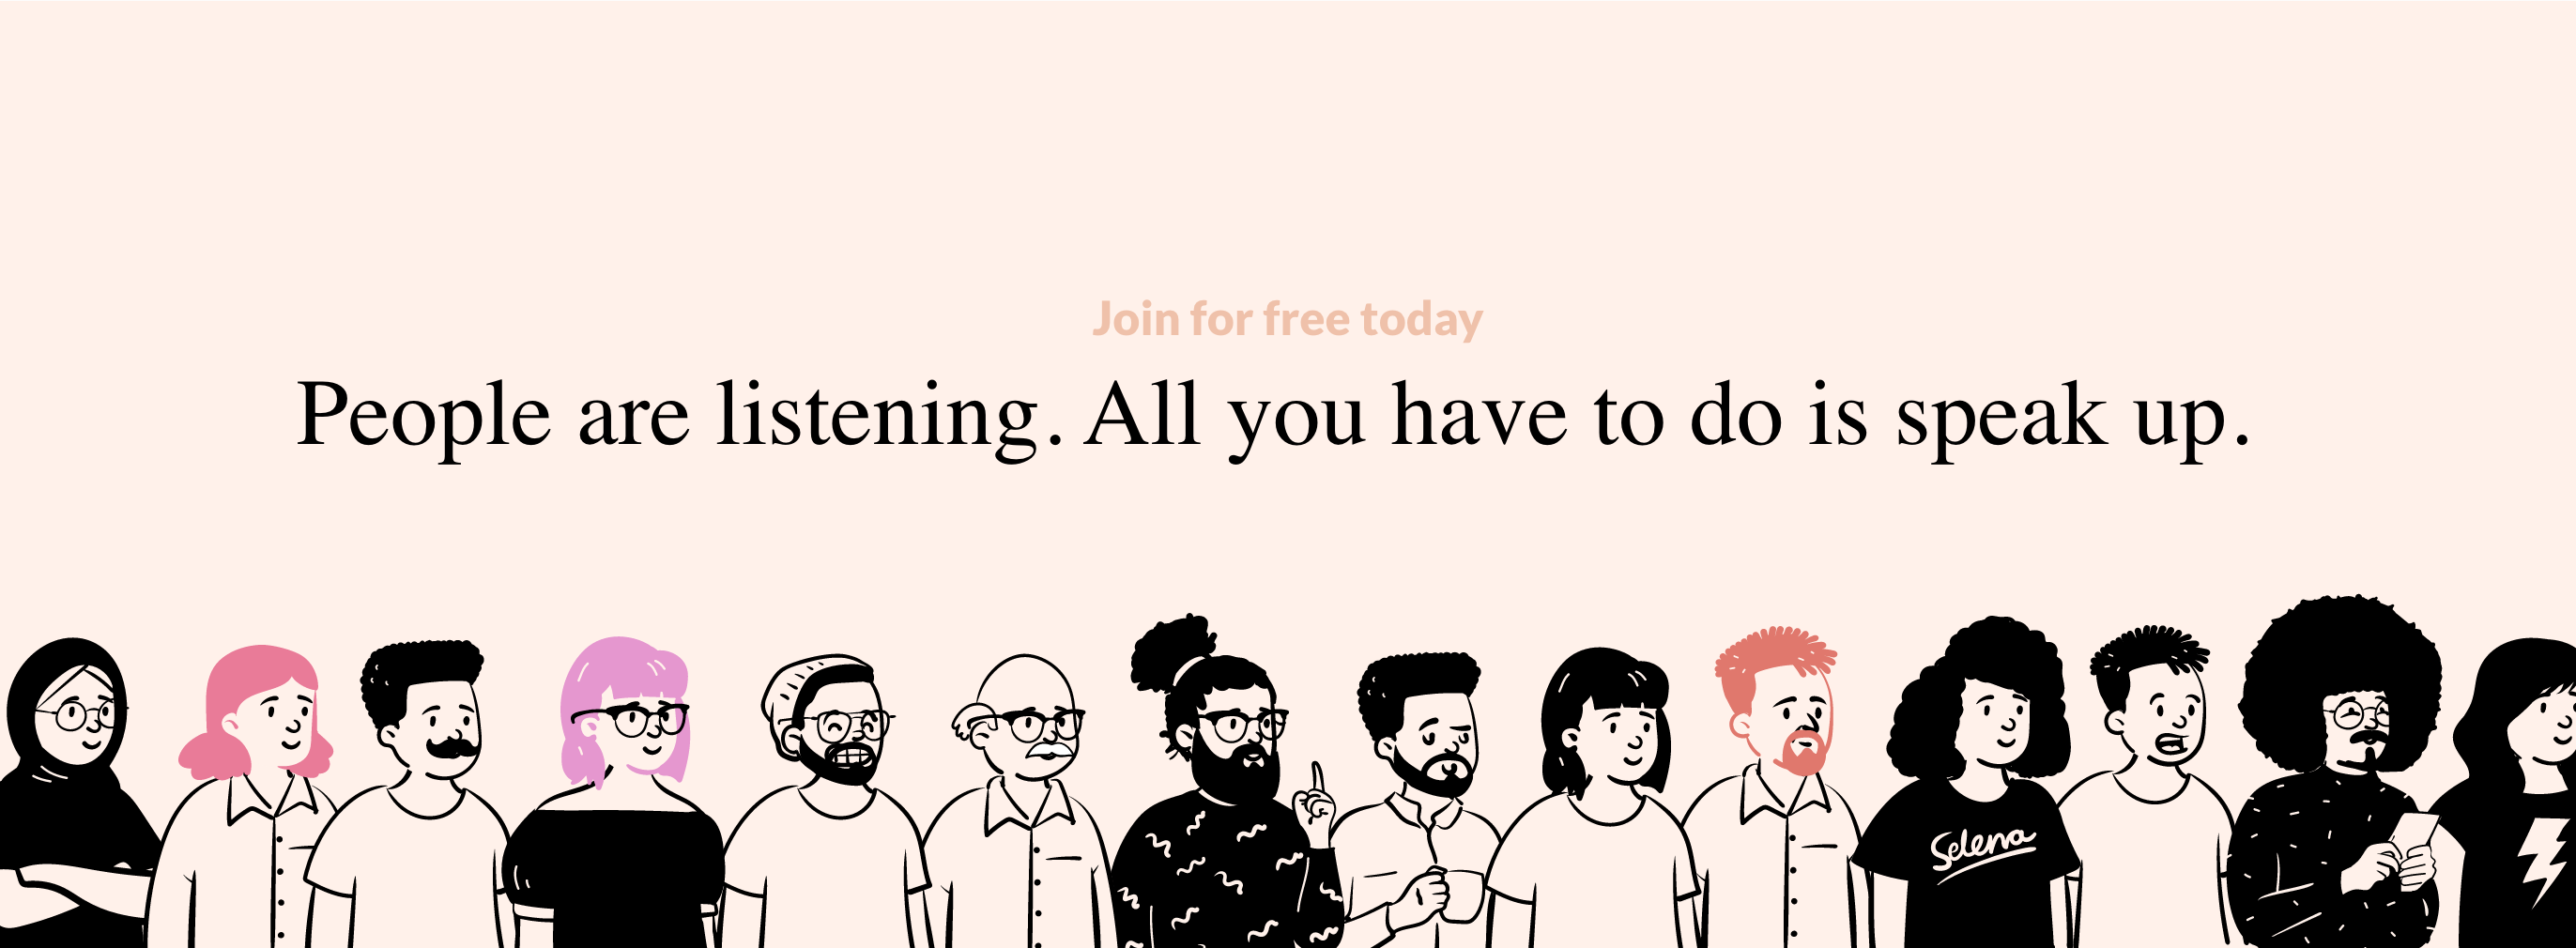 Join for free today
People are listening. All you have to do is speak up.
Selena